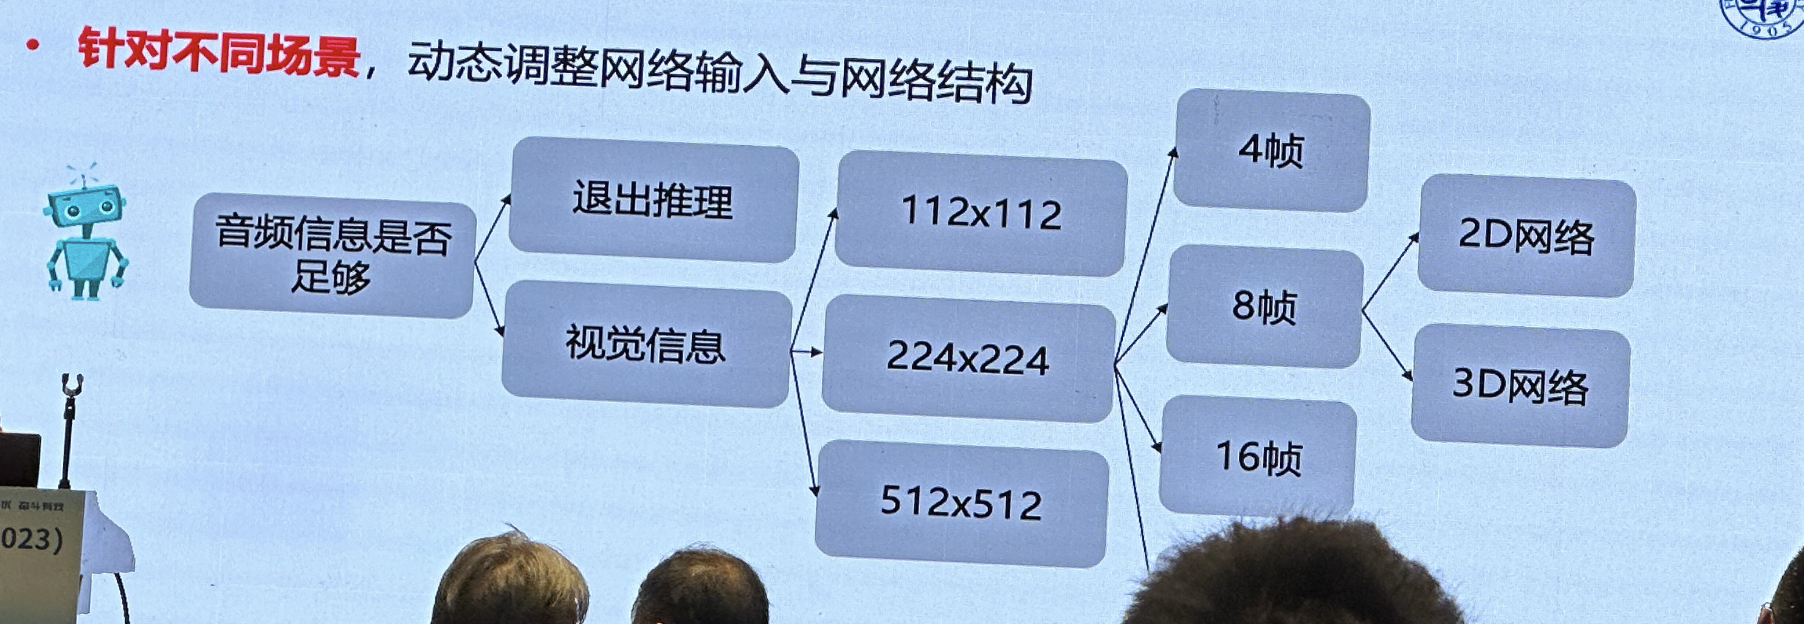 • 针对不同场景，动态调整网络输入与网络结构
音频信息是否
足够
退出推理
视觉信息
112x112
224x224
512x512
4帧
8帧
16帧
2D网络
3D网络
1905
023)